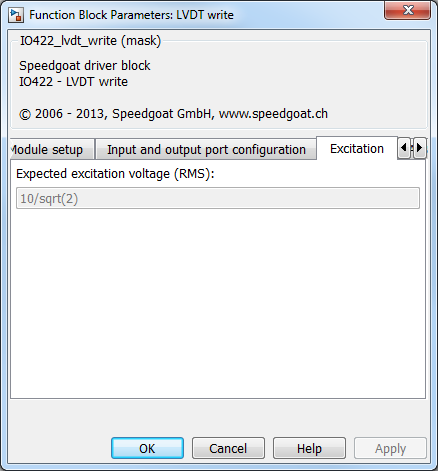 Function Block Parameters: LVDT write
IO422_lvdt_write (mask)
Speedgoat driver block
IO422 - LVDT write
© 2006 - 2013, Speedgoat GmbH, www.speedgoat.ch
Module setup Input and output port configuration Excitation
Expected excitation voltage (RMS):
10/sqrt(2)
OK Cancel Help Apply